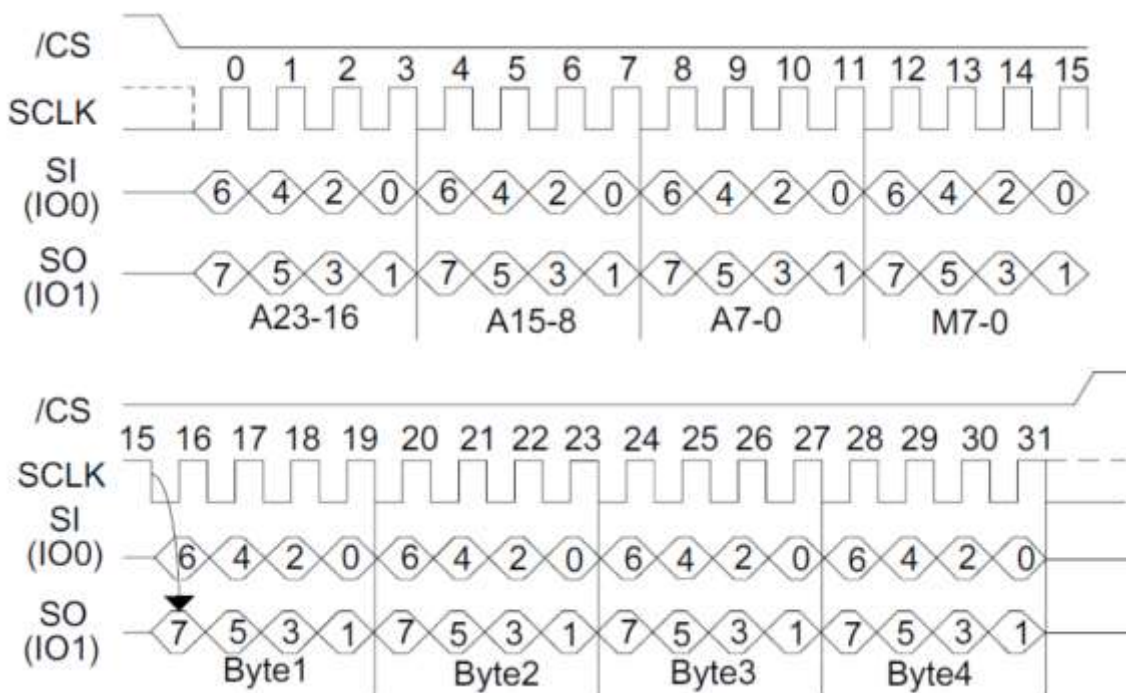 /CS
0 1 2 3 4 5 6 7 8 9 10 11 12 13 14 15
SCLK
SI
(IO0)
6 4 2 0 6 4 2 0 6 4 2 0 6 4 2 0
SO
(IO1)
7 5 3 1 7 5 3 1 7 5 3 1 7 5 3 1
A23-16 A15-8 A7-0 M7-0
/CS
15 16 17 18 19 20 21 22 23 24 25 26 27 28 29 30 31
SCLK
SI
(IO0)
6 4 2 0 6 4 2 0 6 4 2 0 6 4 2 0
SO
(IO1)
7 5 3 1 7 5 3 1 7 5 3 1 7 5 3 1
Byte1 Byte2 Byte3 Byte4